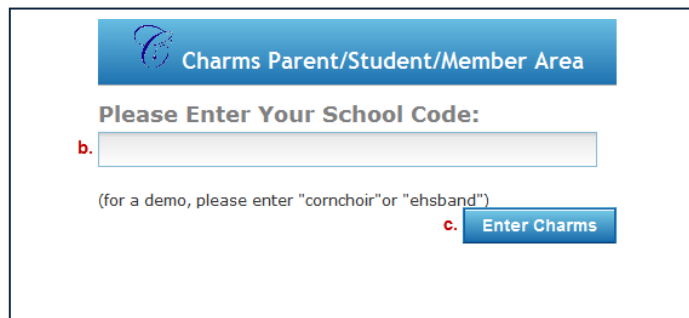 Charms Parent/Student/Member Area
Please Enter Your School Code:
b.
(for a demo, please enter "cornchoir"or "ehsband")
c. Enter Charms